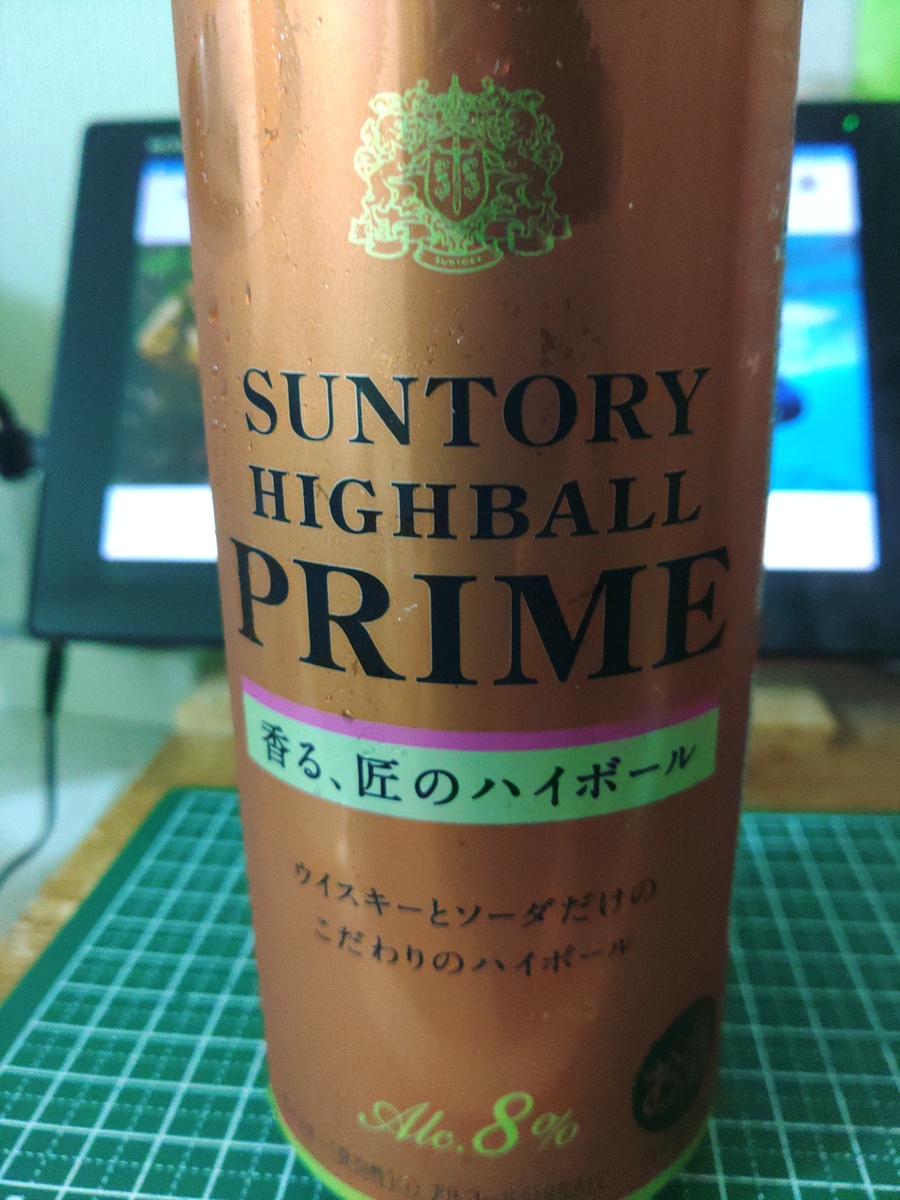 SUNTORY
SUNTORY
HIGHBALL
PRIME
香る、匠のハイボール
ウイスキーとソーダだけの
こだわりのハイボール
Alc.8%